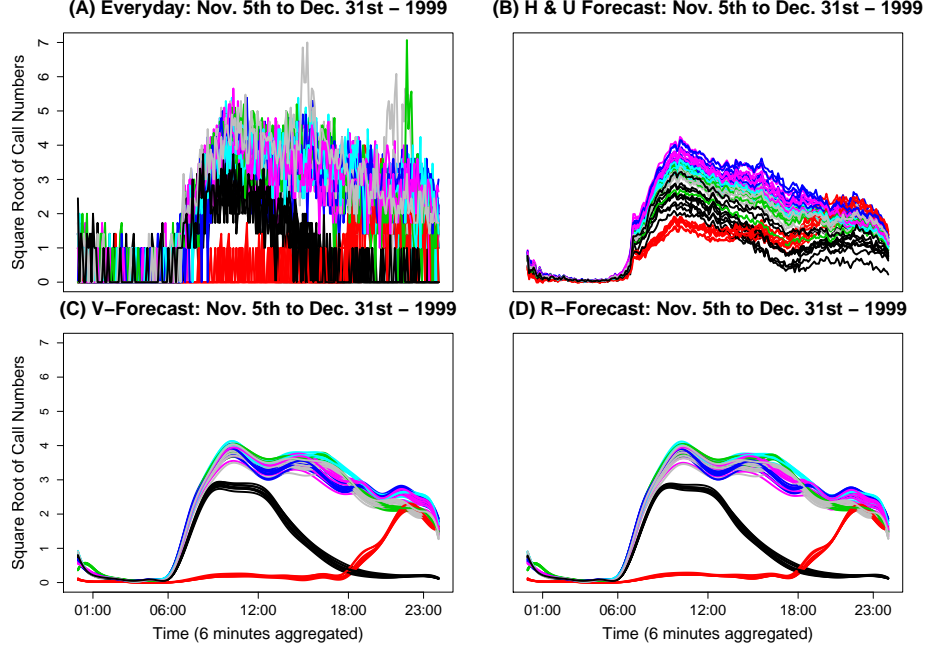 (A) Everyday: Nov. 5th to Dec. 31st − 1999
(B) H & U Forecast: Nov. 5th to Dec. 31st − 1999
Square Root of Call Numbers
7
6
5
4
3
2
1
0
(C) V−Forecast: Nov. 5th to Dec. 31st − 1999
(D) R−Forecast: Nov. 5th to Dec. 31st − 1999
Square Root of Call Numbers
7
6
5
4
3
2
1
0
01:00 06:00 12:00 18:00 23:00
01:00 06:00 12:00 18:00 23:00
Time (6 minutes aggregated)
Time (6 minutes aggregated)